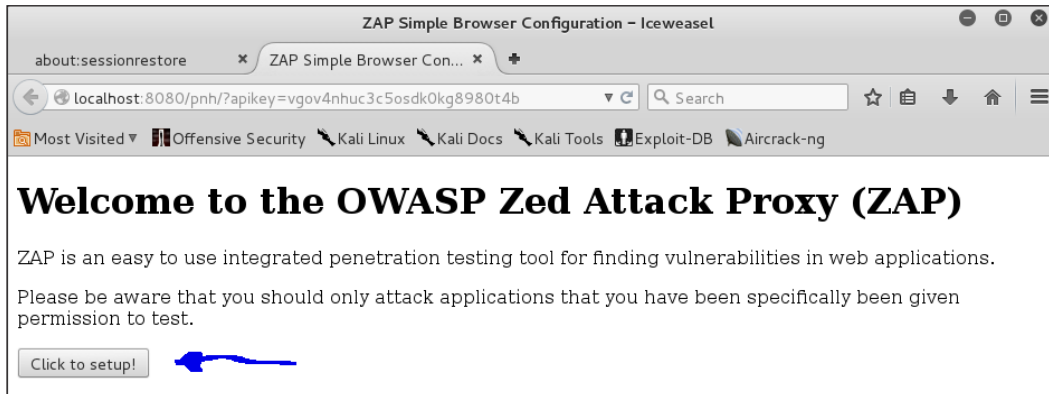 ZAP Simple Browser Configuration – Iceweasel
about:sessionrestore
ZAP Simple Browser Con...
localhost:8080/pnh/?apikey=vgov4nhuc3c5osdk0kg8980t4b
Search
Most Visited Offensive Security Kali Linux Kali Docs Kali Tools Exploit-DB Aircrack-ng
Welcome to the OWASP Zed Attack Proxy (ZAP)
ZAP is an easy to use integrated penetration testing tool for finding vulnerabilities in web applications.
Please be aware that you should only attack applications that you have been specifically been given
permission to test.
Click to setup!